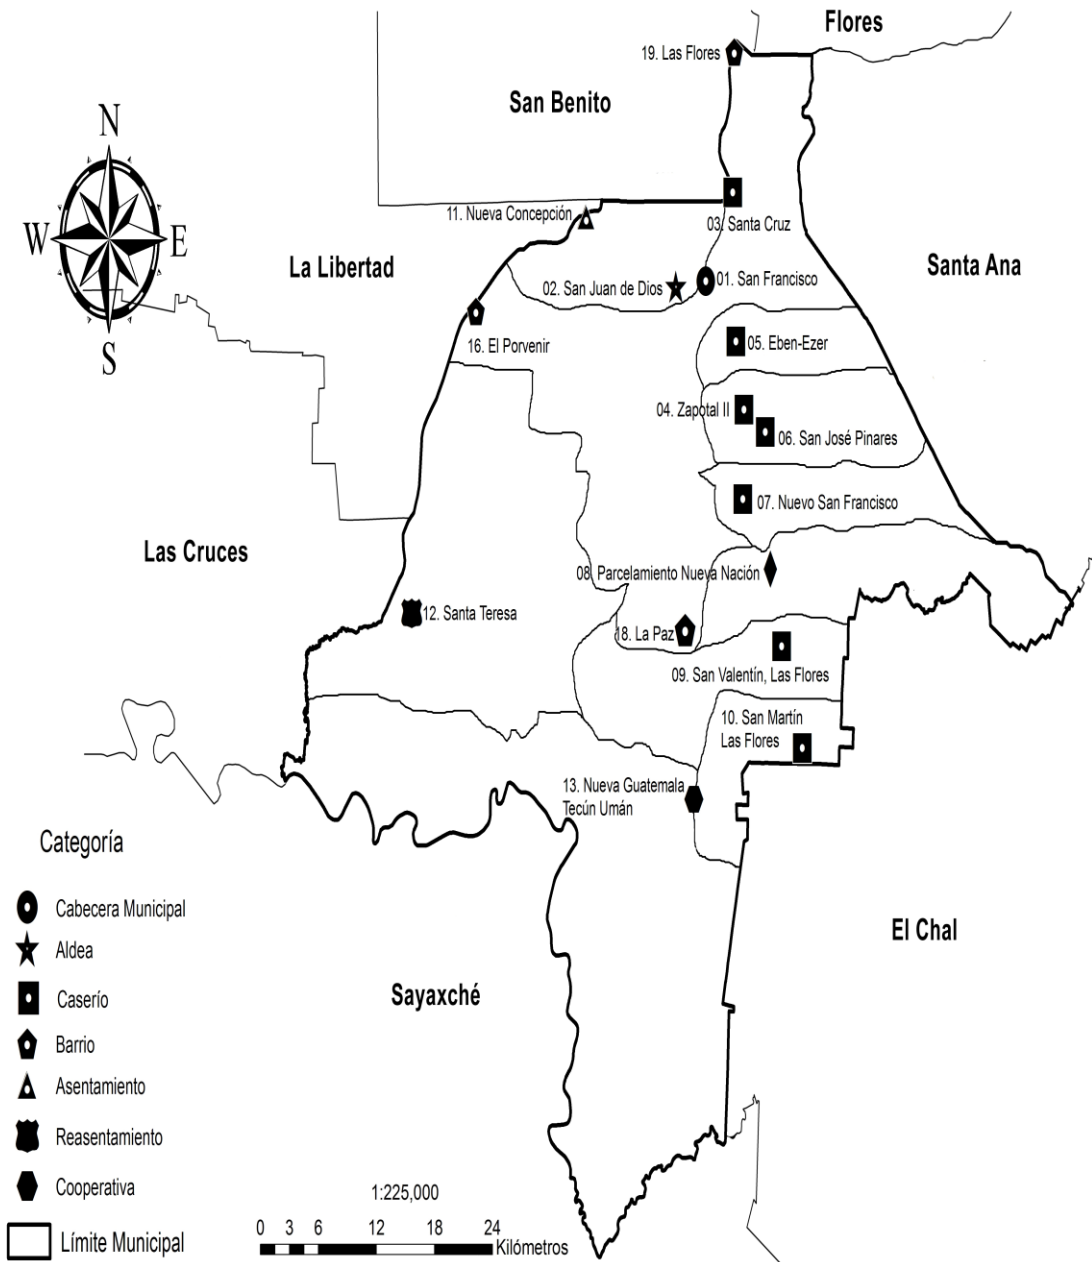 Flores
19. Las Flores
San Benito
N
W
E
S
11. Nueva Concepción
03. Santa Cruz
La Libertad
Santa Ana
02. San Juan de Dios
01. San Francisco
16. El Porvenir
05. Eben-Ezer
04. Zapotal II
06. San José Pinares
07. Nuevo San Francisco
Las Cruces
08. Parcelamiento Nueva Nación
12. Santa Teresa
18. La Paz
09. San Valentín, Las Flores
10. San Martín
Las Flores
13. Nueva Guatemala
Tecún Umán
El Chal
Sayaxché
Categoría
Cabecera Municipal
Aldea
Caserío
Barrio
Asentamiento
Reasentamiento
Cooperativa
Límite Municipal
1:225,000
0 3 6 12 18 24
Kilómetros